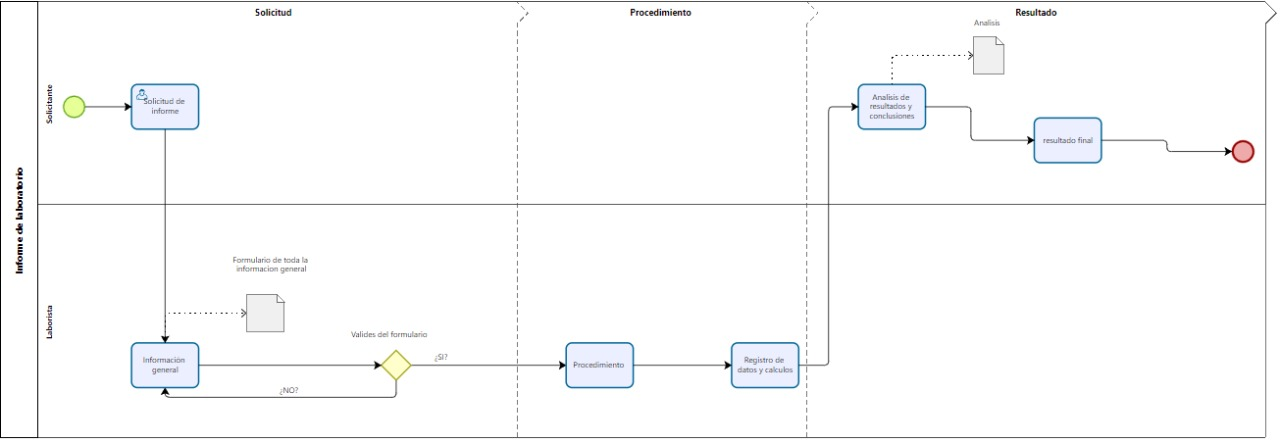 Solicitud
Procedimiento
Resultado
Informe de laboratorio
Solicitante
Solicitud de
informe
Analisis
Analisis de
resultados y
conclusiones
resultado final
Laborista
Formulario de toda la
informacion general
Información
general
Valides del formulario
¿SI?
¿NO?
Procedimiento
Registro de
datos y calculos